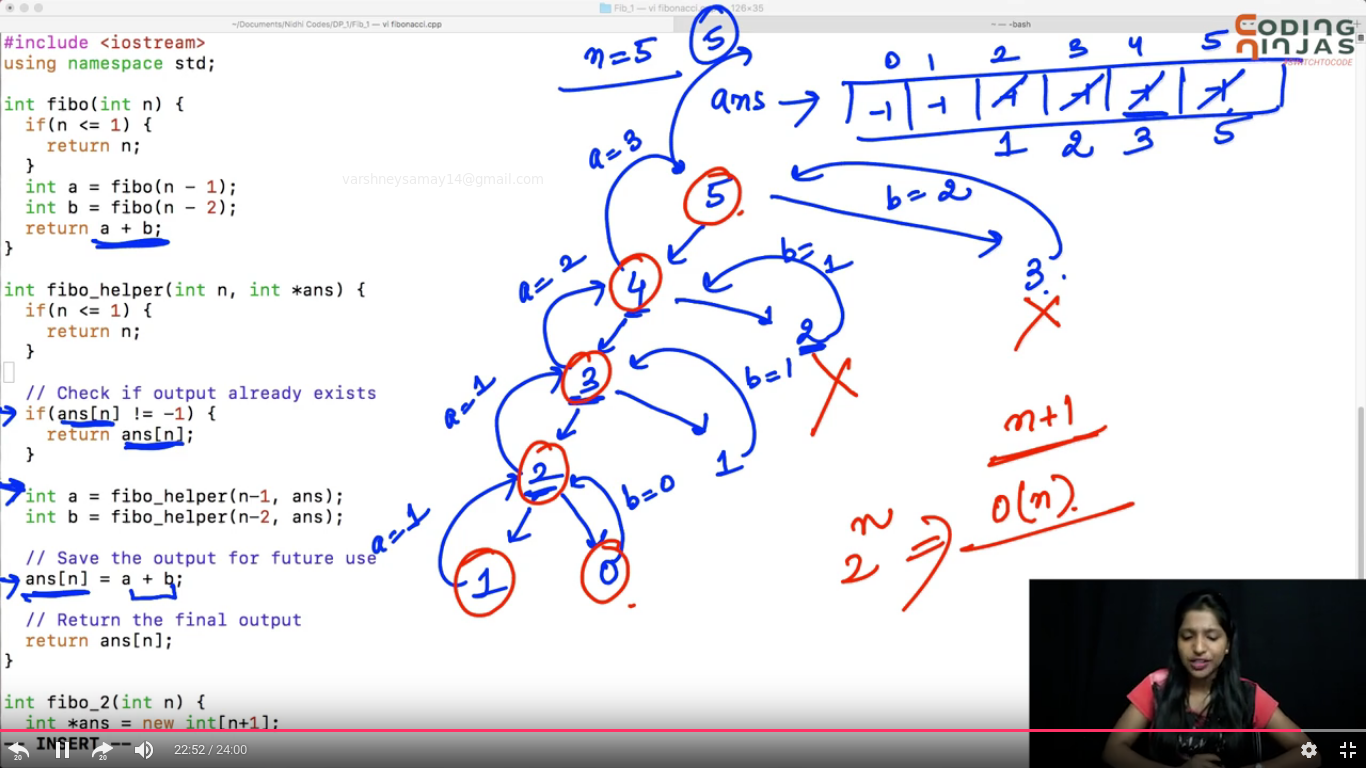 Fib_1 — vi fibonacci.cpp — 126×35
~/Documents/Nidhi Codes/DP_1/Fib_1 — vi fibonacci.cpp
— -bash
CODING
NINJAS
#SWITCHTOCODE
#include <iostream>
using namespace std;
int fibo(int n) {
if(n <= 1) {
return n;
}
int a = fibo(n - 1);
int b = fibo(n - 2);
return a + b;
}
int fibo_helper(int n, int *ans) {
if(n <= 1) {
return n;
}
// Check if output already exists
if(ans[n] != -1) {
return ans[n];
}
int a = fibo_helper(n-1, ans);
int b = fibo_helper(n-2, ans);
// Save the output for future use
ans[n] = a + b;
// Return the final output
return ans[n];
}
int fibo_2(int n) {
int *ans = new int[n+1];
-- INSERT --
varshneysamay14@gmail.com
n=5
5
ans →
0 1 2 3 4 5
-1 -1 -1 -1 -1 -1
1 2 3 5
a=3
5
b=2
3
a=2
4
b=1
2
a=1
3
b=1
1
a=1
2
b=0
1
0
n+1
O(n)
2^n ⇒
20
20
22:52 / 24:00